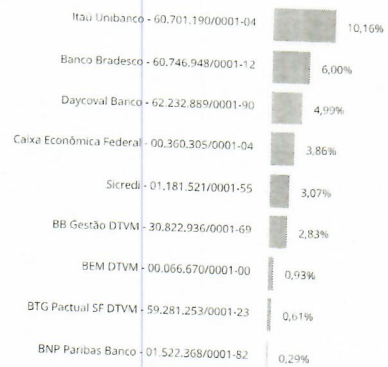 Itaú Unibanco - 60.701.190/0001-04 10,16%
Banco Bradesco - 60.746.948/0001-12 6,00%
Daycoval Banco - 62.232.889/0001-90 4,99%
Caixa Econômica Federal - 00.360.305/0001-04 3,86%
Sicredi - 01.181.521/0001-55 3,07%
BB Gestão DTVM - 30.822.936/0001-69 2,83%
BEM DTVM - 00.066.670/0001-00 0,93%
BTG Pactual SF DTVM - 59.281.253/0001-23 0,61%
BNP Paribas Banco - 01.522.368/0001-82 0,29%